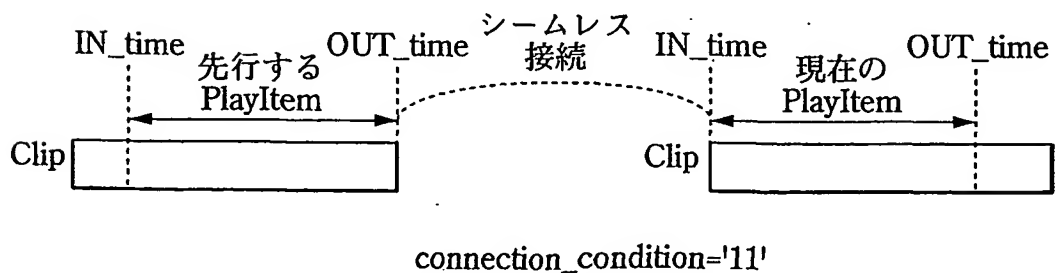 IN_time
OUT_time
シームレス
接続
IN_time
OUT_time
先行する
PlayItem
現在の
PlayItem
Clip
Clip
connection_condition='11'